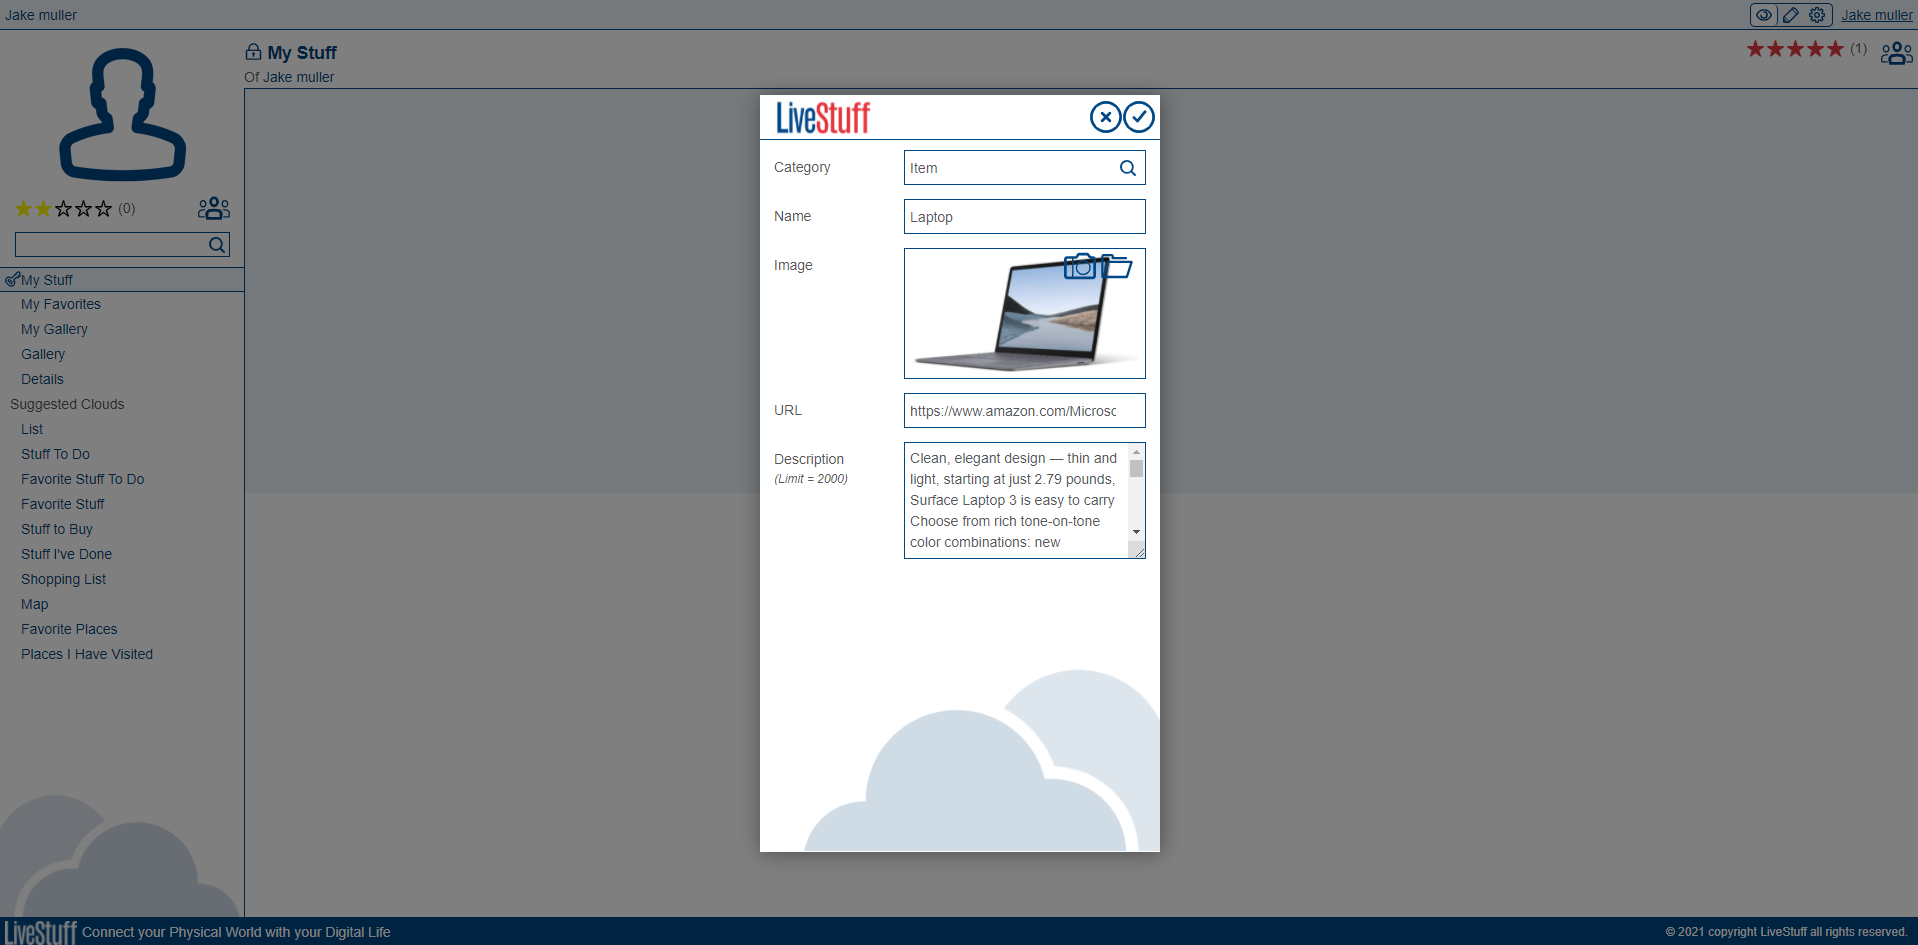 Jake muller
Jake muller
My Stuff
Of Jake muller
(1)
(0)
My Stuff
My Favorites
My Gallery
Gallery
Details
Suggested Clouds
List
Stuff To Do
Favorite Stuff To Do
Favorite Stuff
Stuff to Buy
Stuff I've Done
Shopping List
Map
Favorite Places
Places I Have Visited
LiveStuff
Category
Item
Name
Laptop
Image
URL
https://www.amazon.com/Microsc
Description
(Limit = 2000)
Clean, elegant design — thin and
light, starting at just 2.79 pounds,
Surface Laptop 3 is easy to carry
Choose from rich tone-on-tone
color combinations: new
LiveStuff Connect your Physical World with your Digital Life
© 2021 copyright LiveStuff all rights reserved.